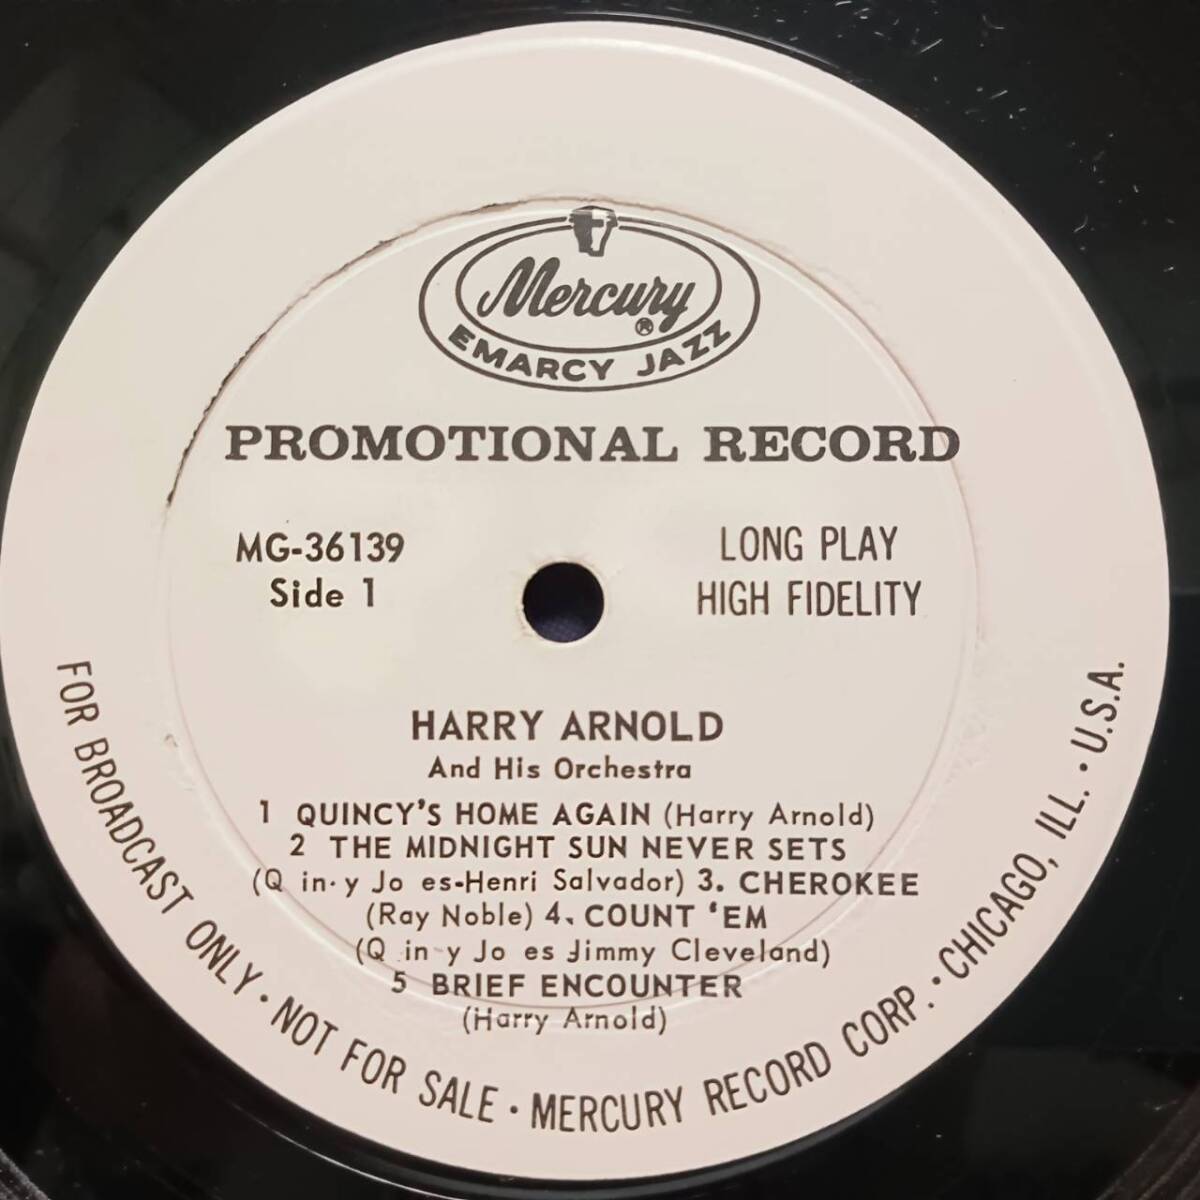 Mercury ®
EMARCY JAZZ
PROMOTIONAL RECORD
MG-36139
Side 1
LONG PLAY
HIGH FIDELITY
HARRY ARNOLD
And His Orchestra
1 QUINCY'S HOME AGAIN (Harry Arnold)
2 THE MIDNIGHT SUN NEVER SETS
(Q in·y Jo es-Henri Salvador) 3. CHEROKEE
(Ray Noble) 4. COUNT 'EM
(Q in-y Jo es Jimmy Cleveland)
5 BRIEF ENCOUNTER
(Harry Arnold)
FOR BROADCAST ONLY · NOT FOR SALE · MERCURY RECORD CORP. · CHICAGO, ILL. · U.S.A.